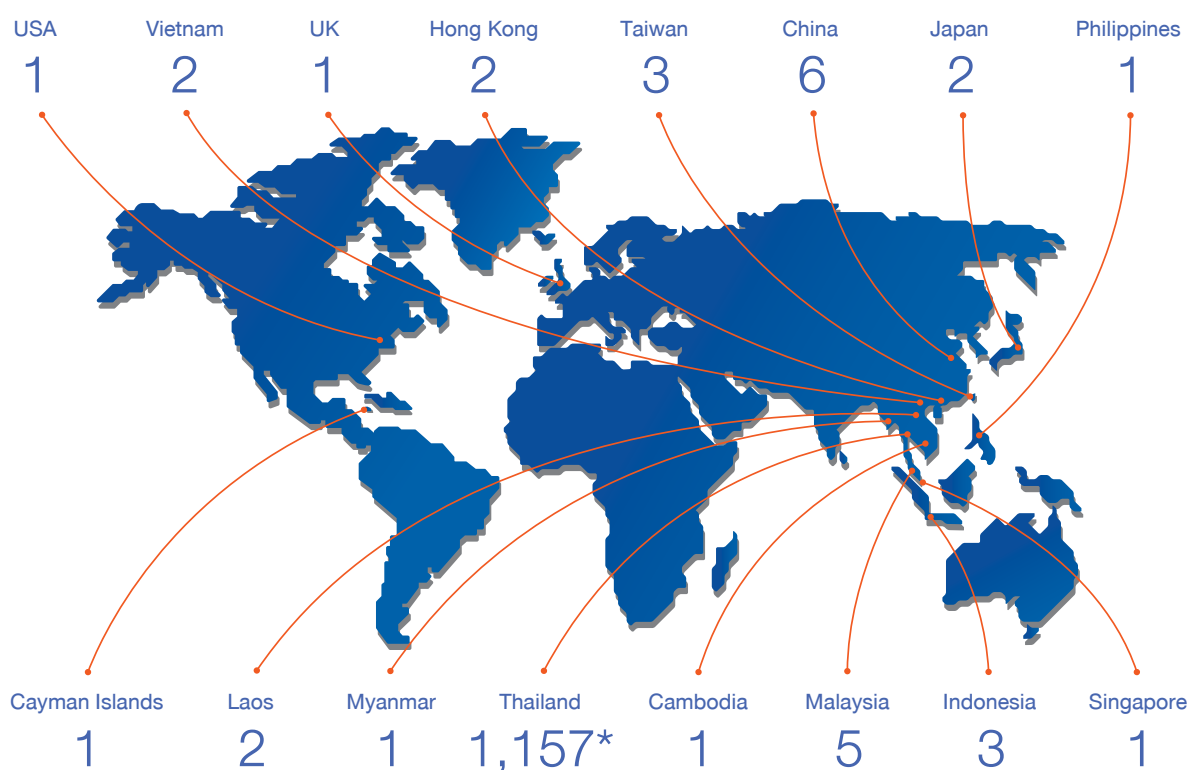 USA Vietnam UK Hong Kong Taiwan China Japan Philippines
1 2 1 2 3 6 2 1
Cayman Islands Laos Myanmar Thailand Cambodia Malaysia Indonesia Singapore
1 2 1 1,157* 1 5 3 1